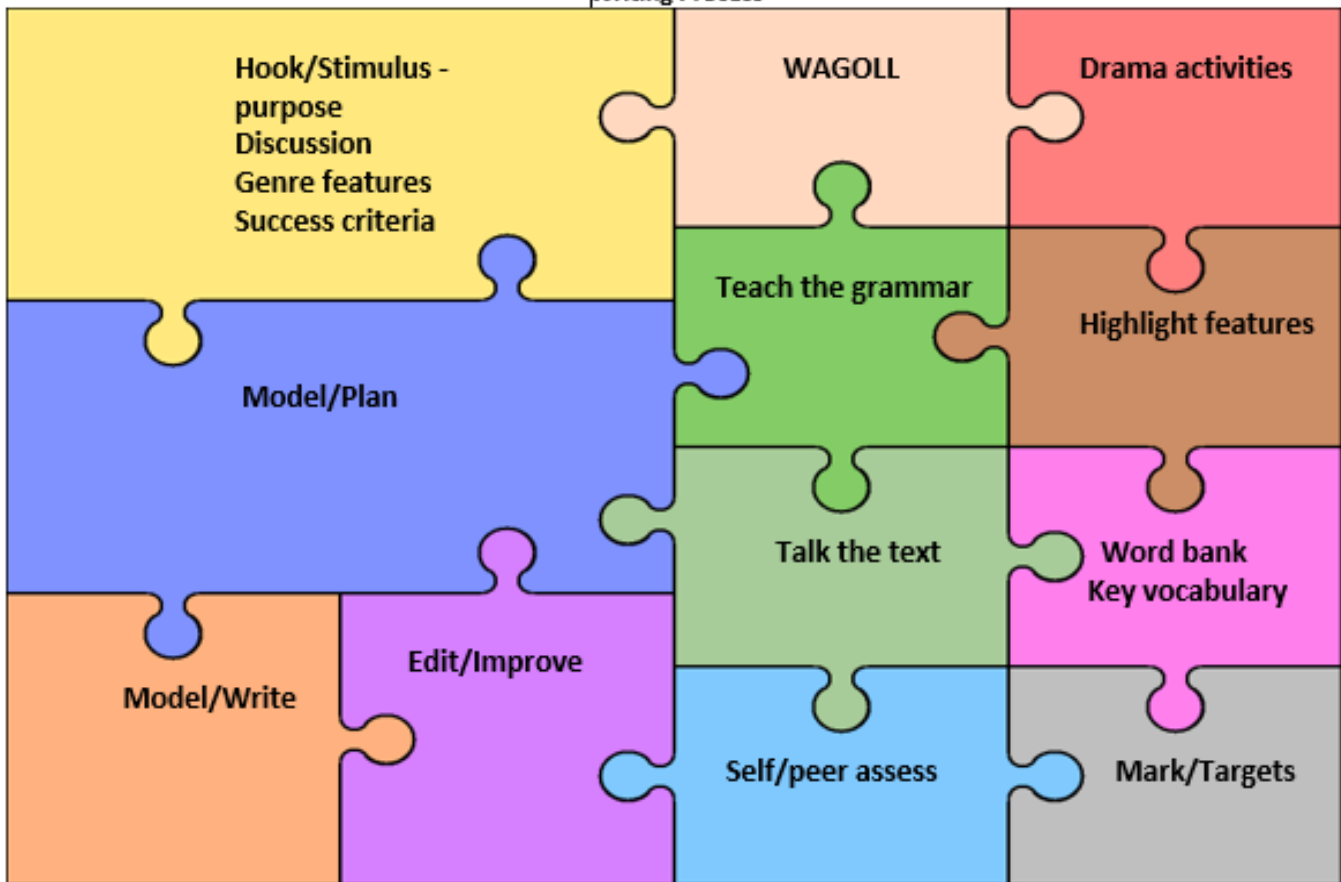 Hook/Stimulus -
purpose
Discussion
Genre features
Success criteria
WAGOLL
Drama activities
Teach the grammar
Highlight features
Model/Plan
Talk the text
Word bank
Key vocabulary
Model/Write
Edit/Improve
Self/peer assess
Mark/Targets